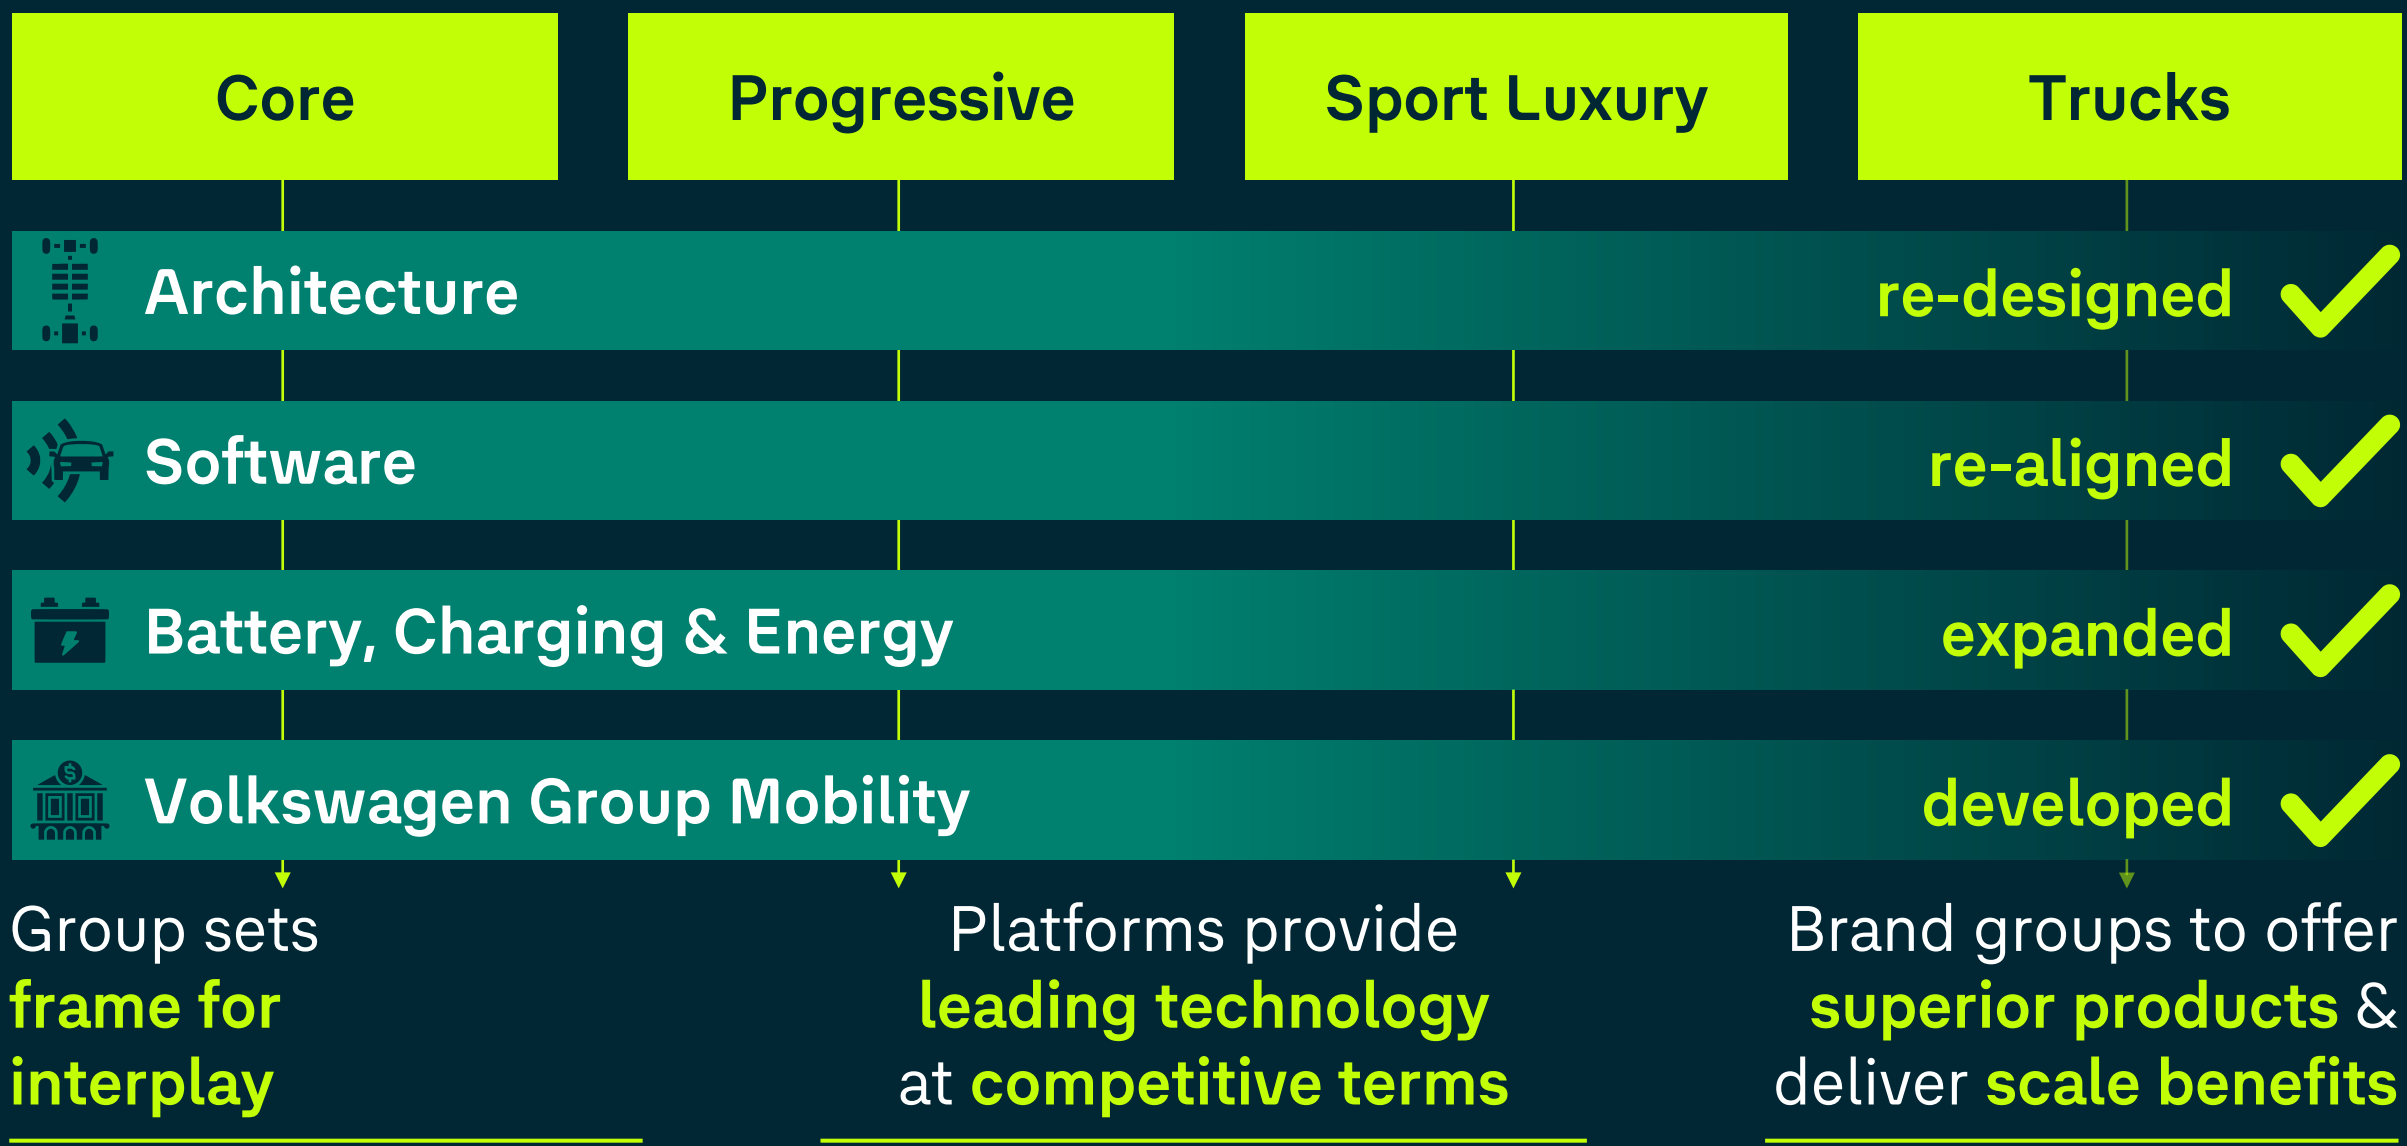 Core
Progressive
Sport Luxury
Trucks
Architecture
re-designed
Software
re-aligned
Battery, Charging & Energy
expanded
$
Volkswagen Group Mobility
developed
Group sets
frame for
interplay
Platforms provide
leading technology
at competitive terms
Brand groups to offer
superior products &
deliver scale benefits